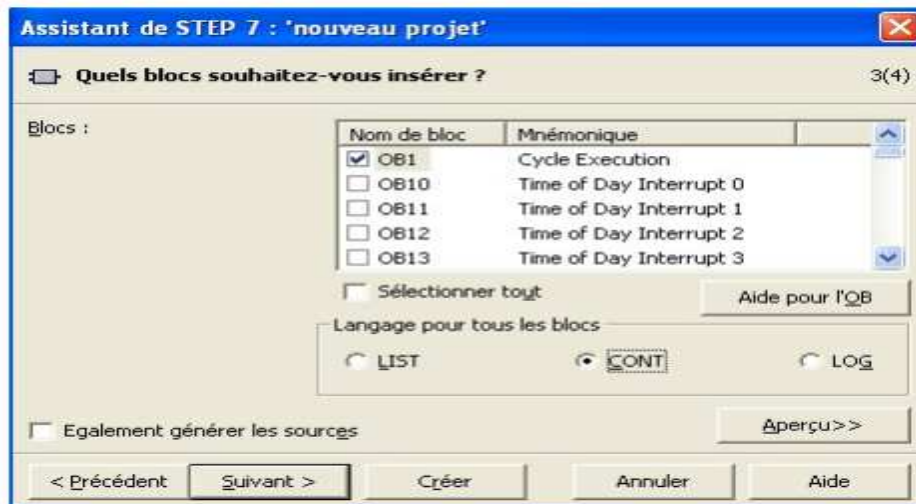 Assistant de STEP 7 : 'nouveau projet'
Quels blocs souhaitez-vous insérer ? 3(4)
Blocs :
Nom de bloc Mnémonique
OB1 Cycle Execution
OB10 Time of Day Interrupt 0
OB11 Time of Day Interrupt 1
OB12 Time of Day Interrupt 2
OB13 Time of Day Interrupt 3
Sélectionner tout Aide pour l'OB
Langage pour tous les blocs
LIST CONT LOG
Egalement générer les sources Aperçu>>
< Précédent Suivant > Créer Annuler Aide